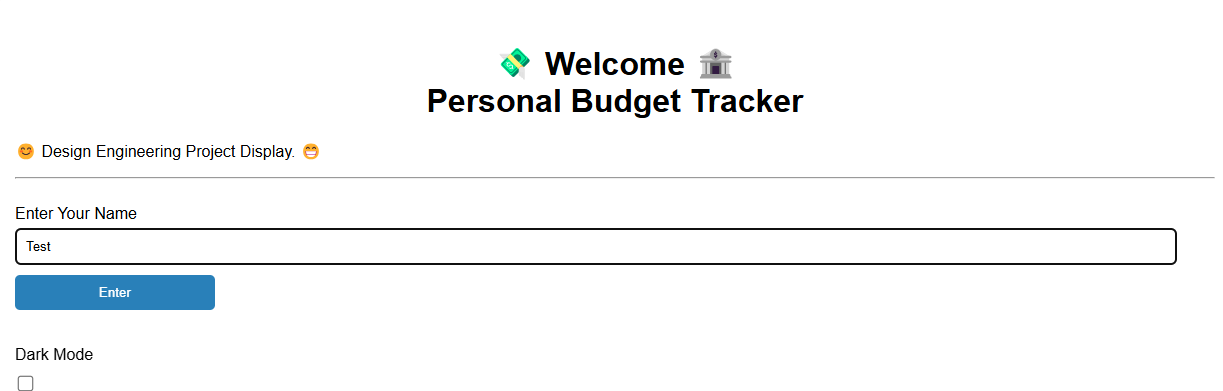 💸 Welcome 🏦
Personal Budget Tracker
😊 Design Engineering Project Display. 😁
Enter Your Name
Test
Enter
Dark Mode